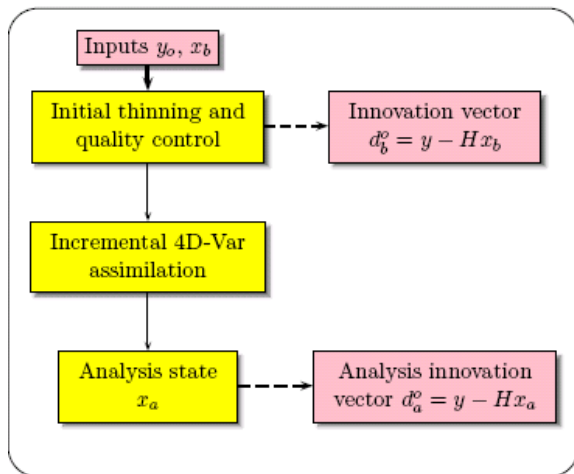 Inputs y_o, x_b
Initial thinning and
quality control
Innovation vector
d_b^o = y − Hx_b
Incremental 4D-Var
assimilation
Analysis state
x_a
Analysis innovation
vector d_a^o = y − Hx_a